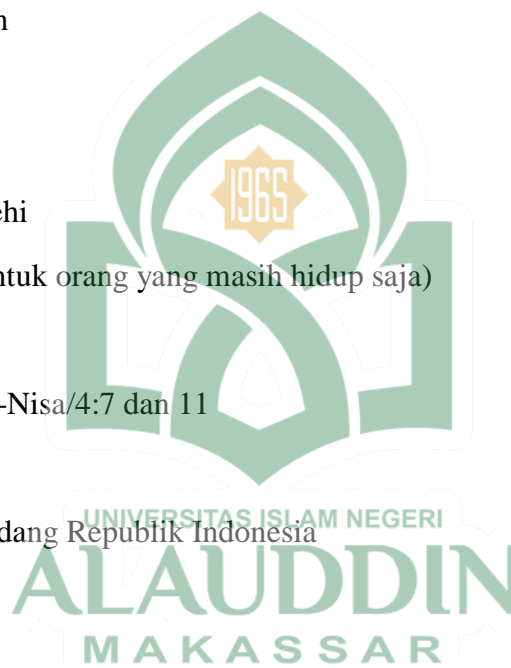 n
1965
ehi
ntuk orang yang masih hidup saja)
-Nisa/4:7 dan 11
UNIVERSITAS ISLAM NEGERI
dang Republik Indonesia
ALAUDDIN
MAKASSAR